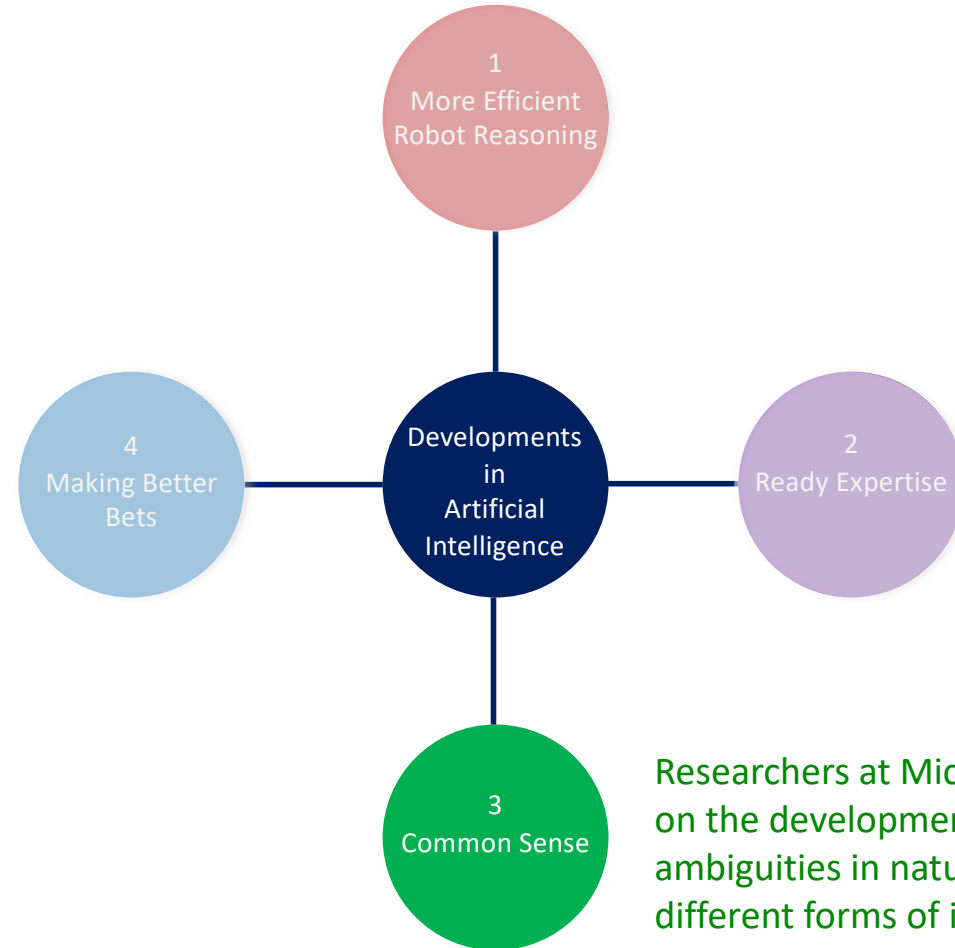 1
More Efficient
Robot Reasoning
Developments
in
Artificial
Intelligence
2
Ready Expertise
4
Making Better
Bets
3
Common Sense
Researchers at
on the
ambiguities in
different forms of